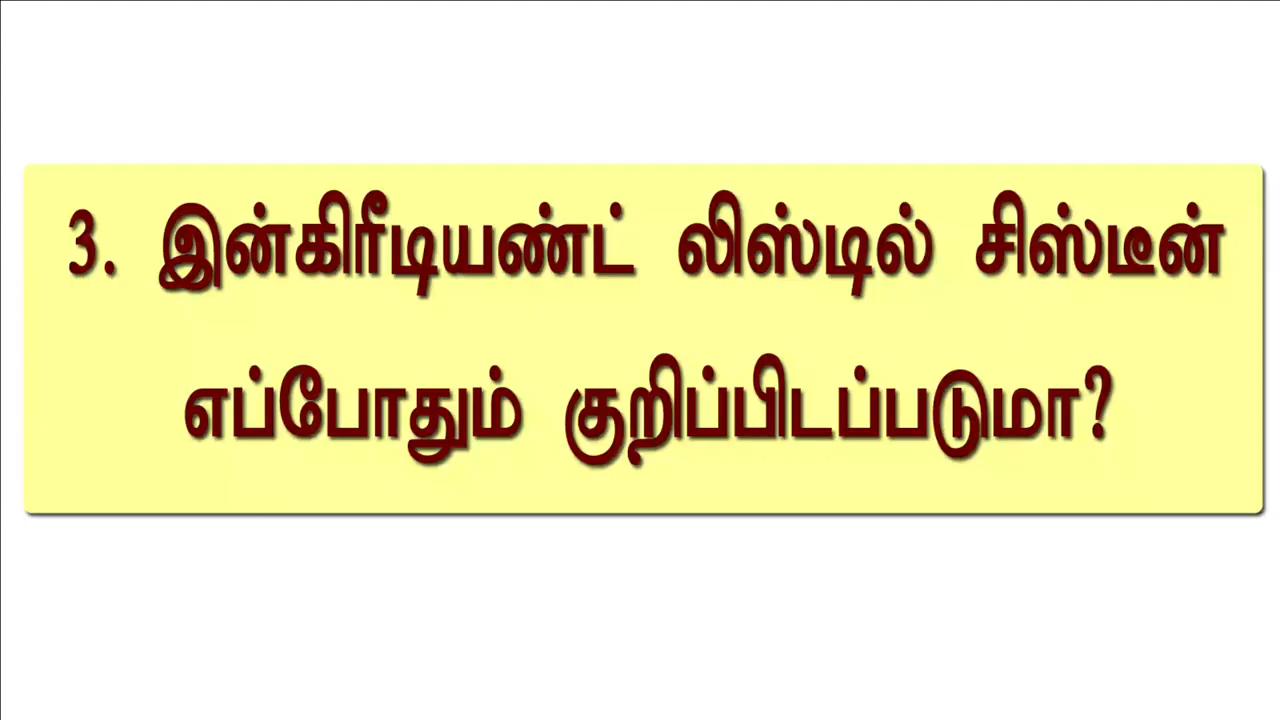 3. இன்கிரீடியண்ட் லிஸ்டில் சிஸ்டீன்
எப்போதும் குறிப்பிடப்படுமா?